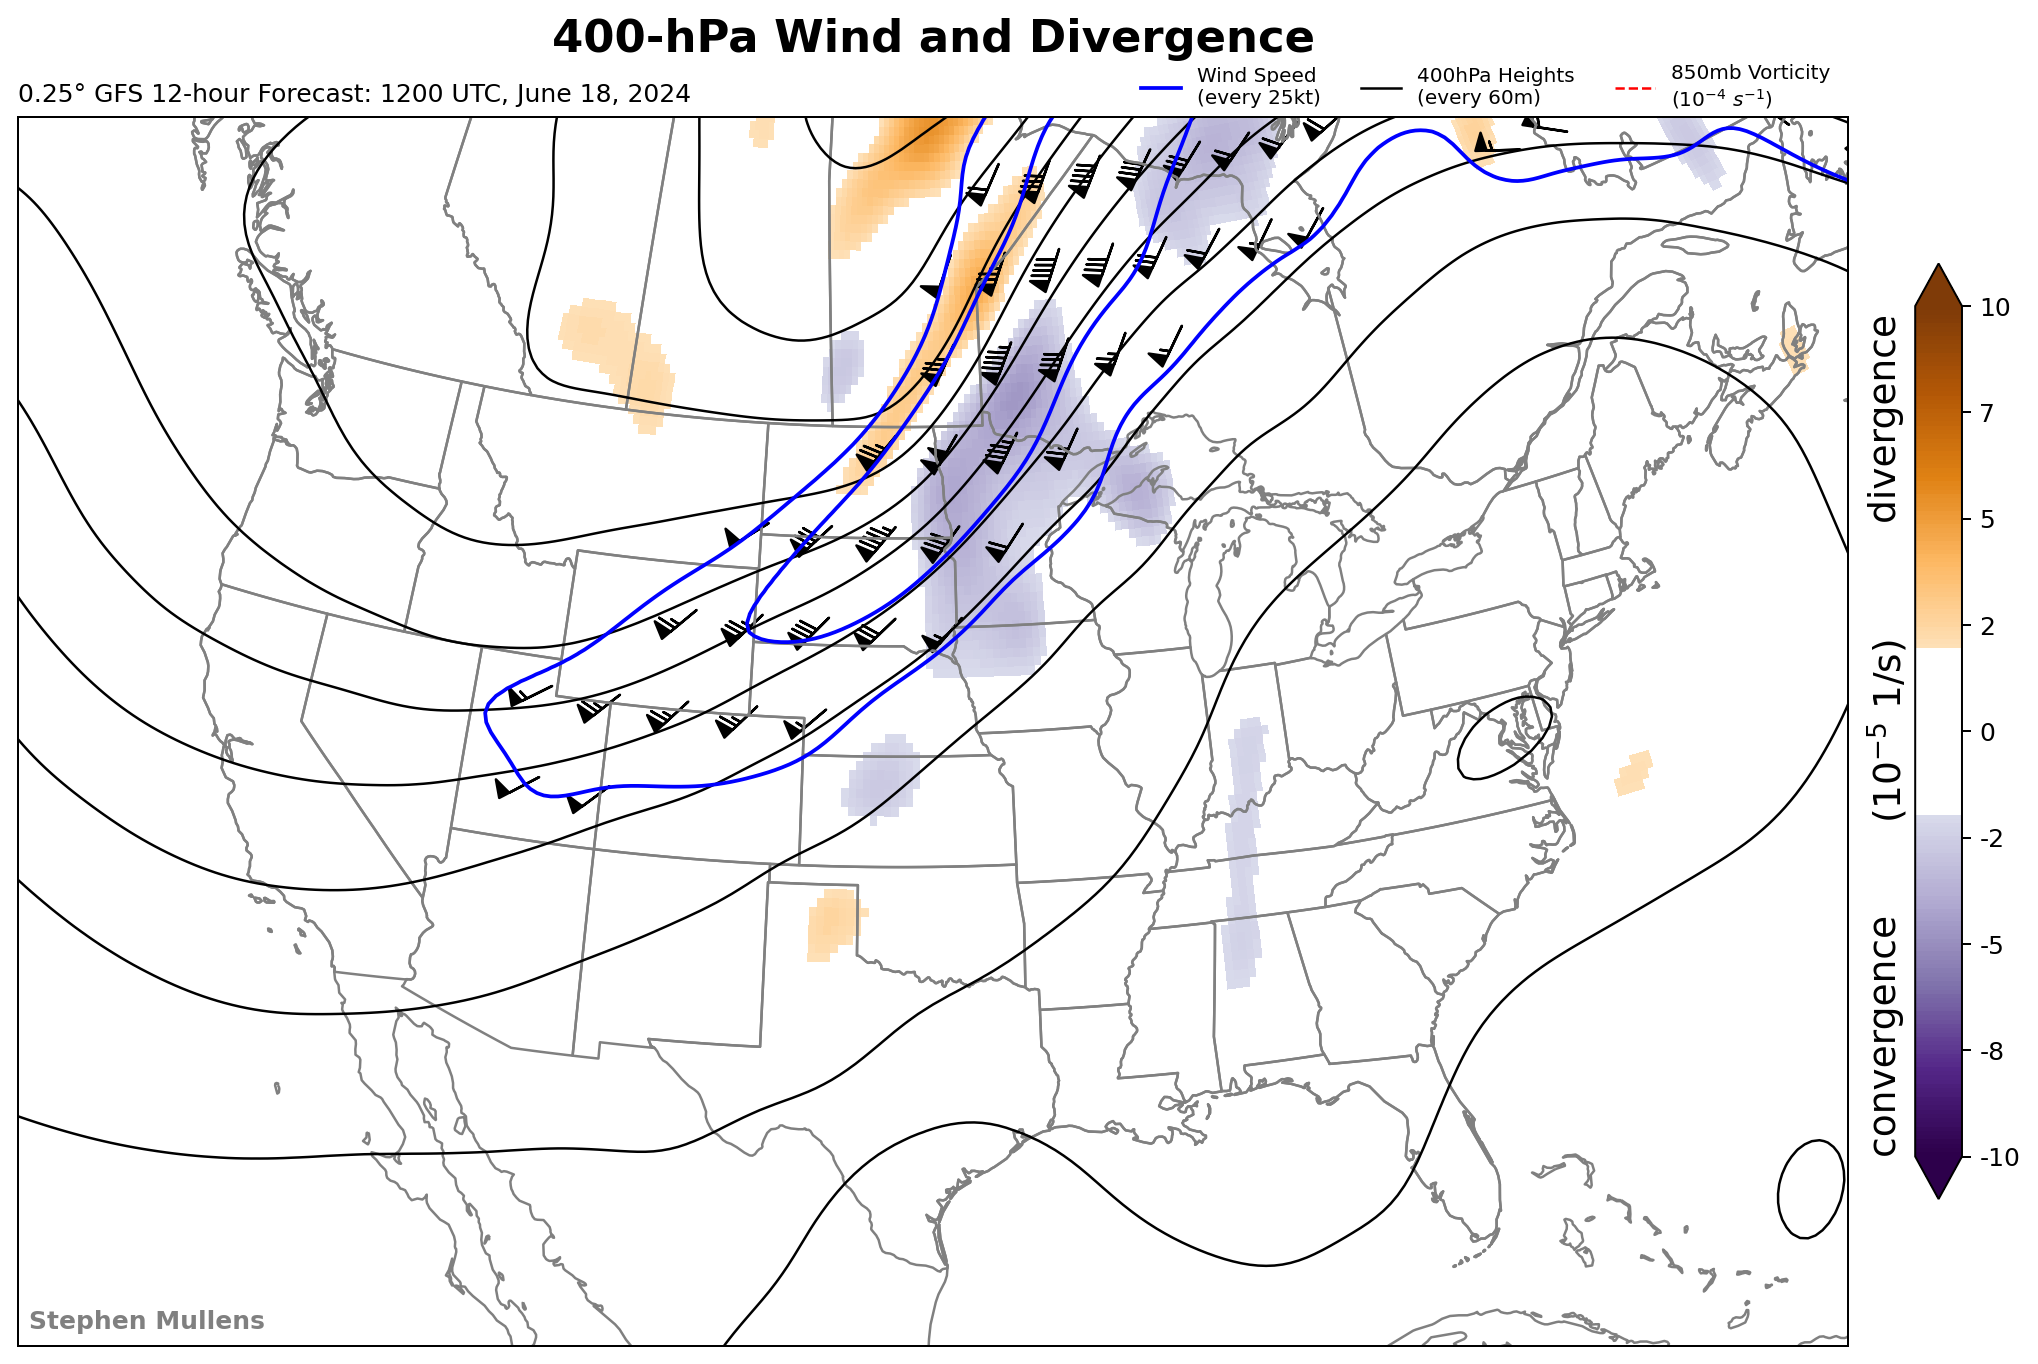 400-hPa Wind and Divergence
0.25° GFS 12-hour Forecast: 1200 UTC, June 18, 2024
Wind Speed
(every 25kt)
400hPa Heights
(every 60m)
850mb Vorticity
(10⁻⁴ s⁻¹)
10
7
5
2
0
-2
-5
-8
-10
convergence (10⁻⁵ 1/s) divergence
Stephen Mullens